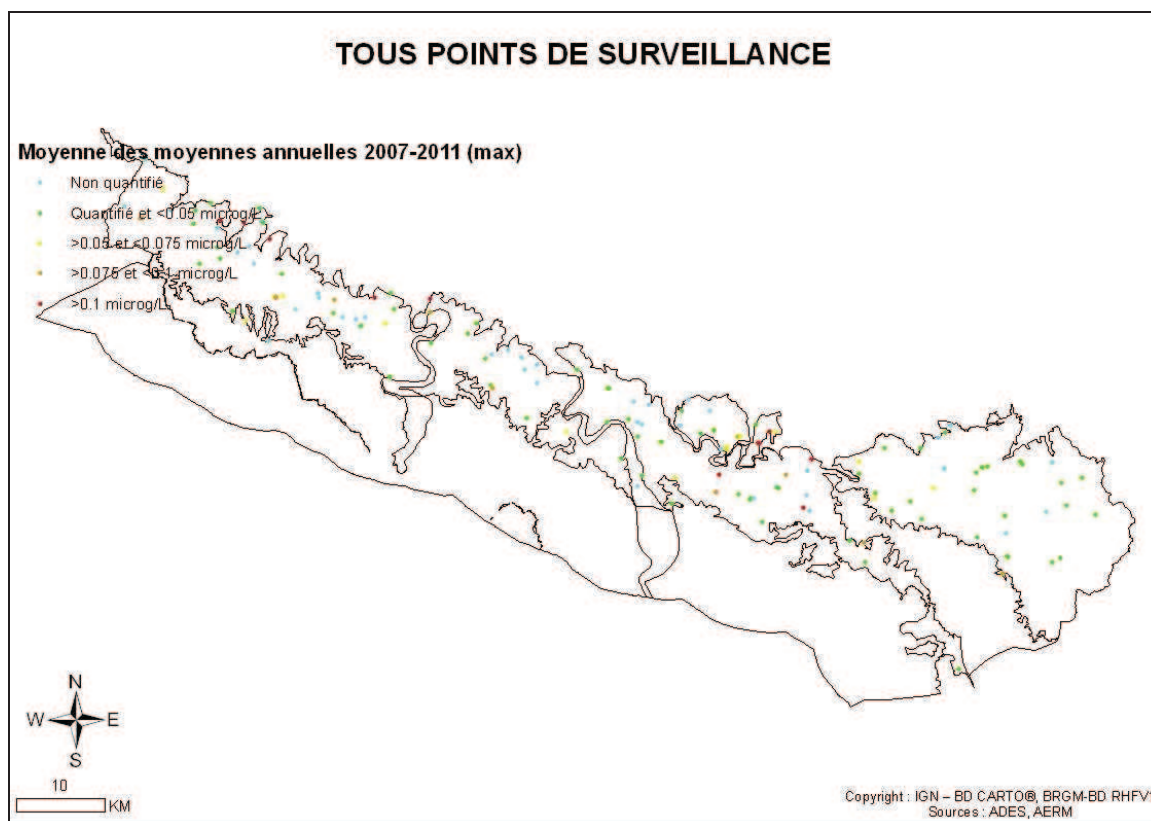 TOUS POINTS DE SURVEILLANCE
Moyenne des moyennes annuelles 2007-2011 (max)
Non quantifié
Quantifié et <0.05 microg/L
>0.05 et <0.075 microg/L
>0.075 et <0.1 microg/L
>0.1 microg/L
N
W E
S
10
KM
Copyright : IGN – BD CARTO®, BRGM-BD RHFV1
Sources : ADES, AERM